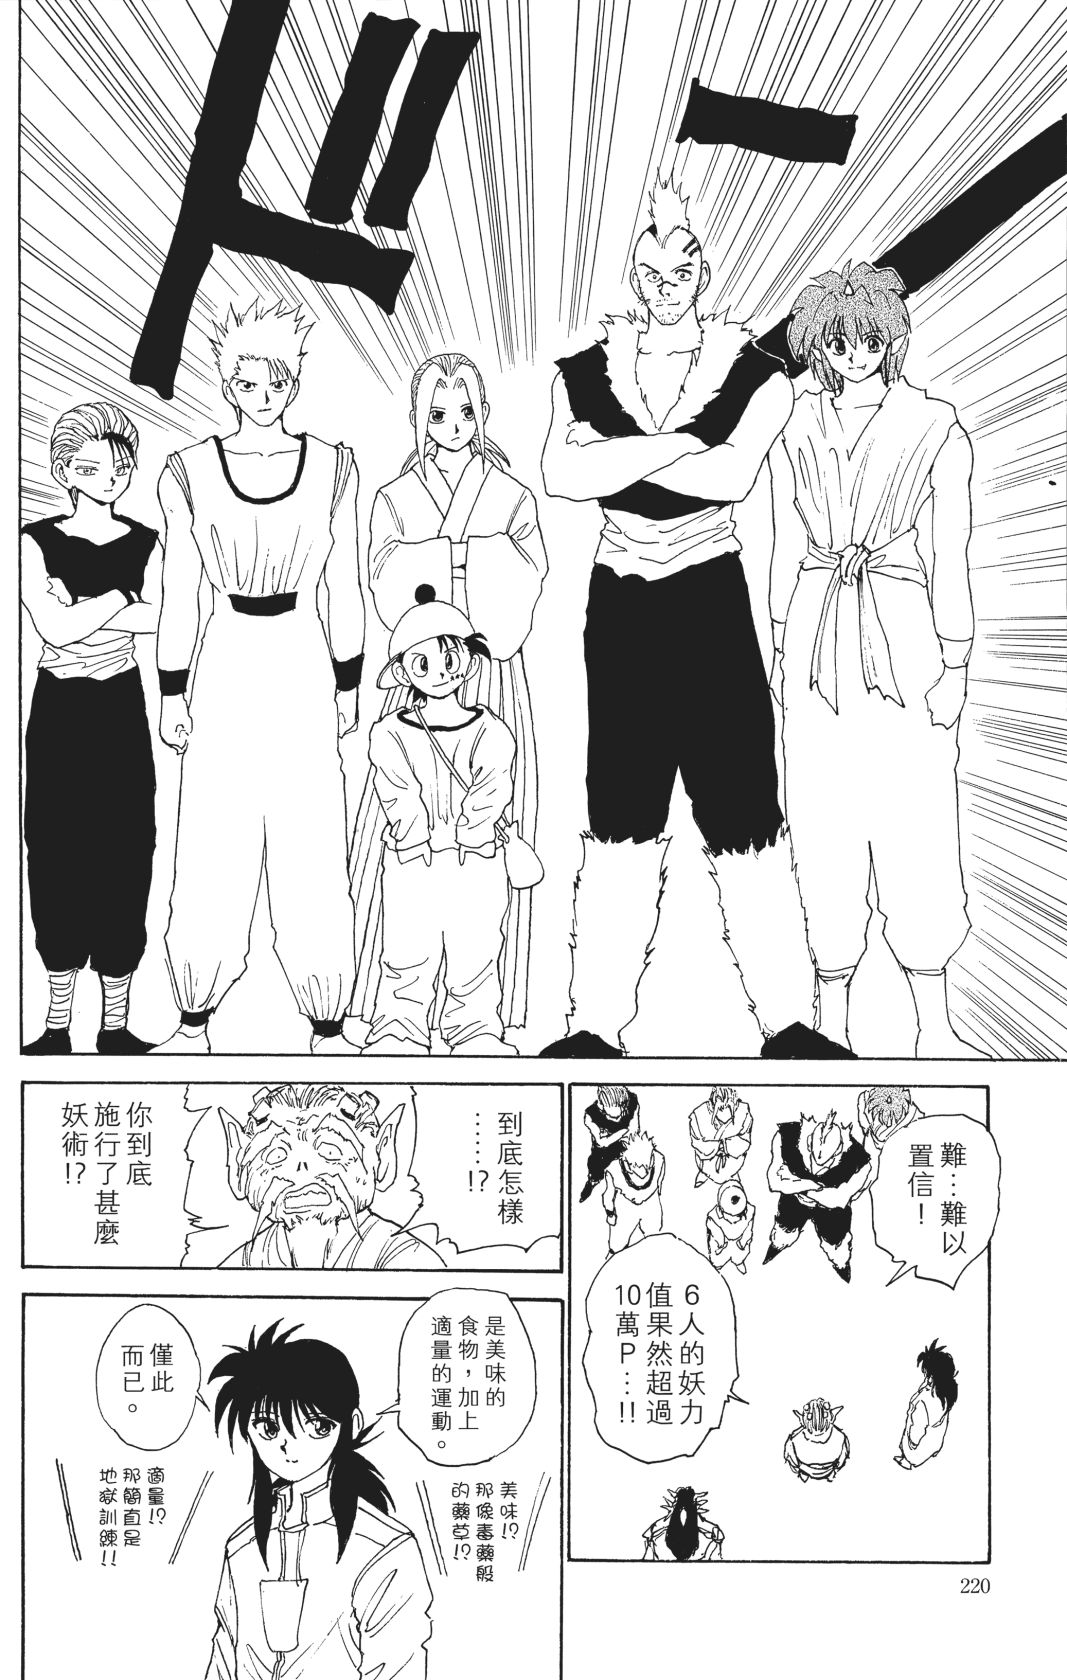 ドーン
難…難以
置信！
6人的妖力
值果然超過
10萬P…!!
到底怎樣
……!?
你到底
施行了甚麼
妖術!?
是美味的
食物，加上
適量的運動。
美味!?
那像毒藥般
的藥草!?
僅此
而已。
適量!?
那簡直是
地獄訓練!!
220